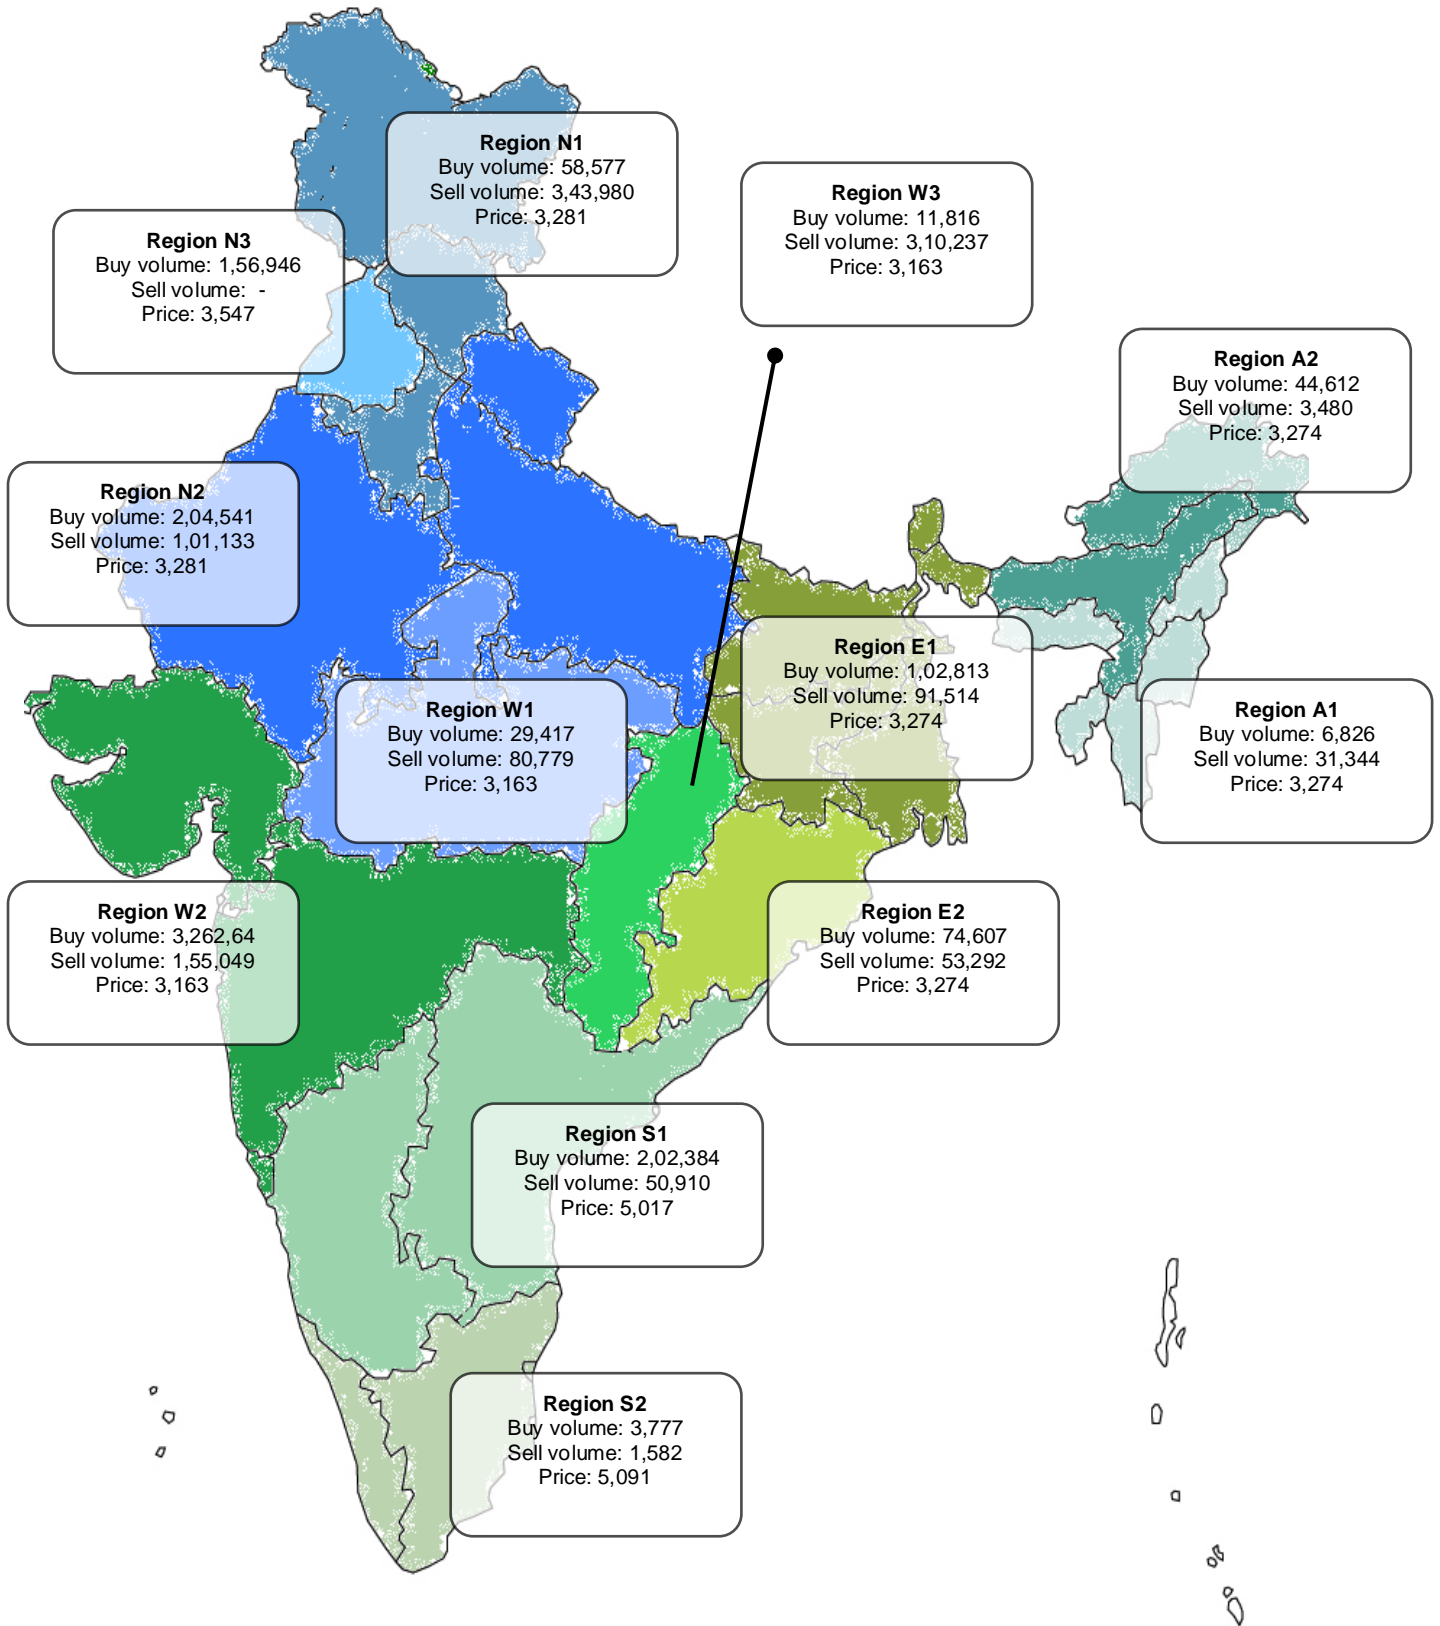 Region N1
Buy volume: 58,577
Sell volume: 3,43,980
Price: 3,281
Region W3
Buy volume: 11,816
Sell volume: 3,10,237
Price: 3,163
Region N3
Buy volume: 1,56,946
Sell volume: -
Price: 3,547
Region A2
Buy volume: 44,612
Sell volume: 3,480
Price: 3,274
Region N2
Buy volume: 2,04,541
Sell volume: 1,01,133
Price: 3,281
Region E1
Buy volume: 1,02,813
Sell volume: 91,514
Price: 3,274
Region W1
Buy volume: 29,417
Sell volume: 80,779
Price: 3,163
Region A1
Buy volume: 6,826
Sell volume: 31,344
Price: 3,274
Region W2
Buy volume: 3,262,64
Sell volume: 1,55,049
Price: 3,163
Region E2
Buy volume: 74,607
Sell volume: 53,292
Price: 3,274
Region S1
Buy volume: 2,02,384
Sell volume: 50,910
Price: 5,017
Region S2
Buy volume: 3,777
Sell volume: 1,582
Price: 5,091